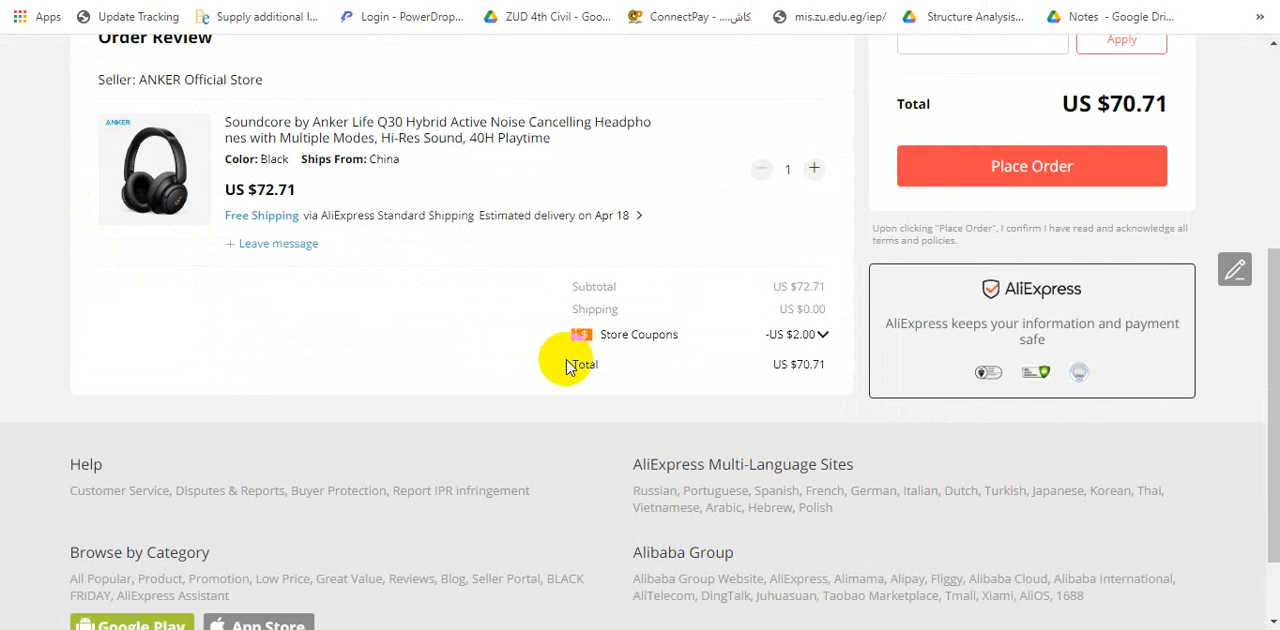 Apps
Update Tracking
Supply additional I...
Login - PowerDrop...
ZUD 4th Civil - Goo...
ConnectPay - ....كاش
mis.zu.edu.eg/iep/
Structure Analysis...
Notes - Google Dri...
»
Order Review
Seller: ANKER Official Store
ANKER
Soundcore by Anker Life Q30 Hybrid Active Noise Cancelling Headpho
nes with Multiple Modes, Hi-Res Sound, 40H Playtime
Color: Black Ships From: China
US $72.71
— 1 +
Free Shipping via AliExpress Standard Shipping Estimated delivery on Apr 18 >
+ Leave message
Subtotal US $72.71
Shipping US $0.00
$ Store Coupons -US $2.00
Total US $70.71
Apply
Total US $70.71
Place Order
Upon clicking "Place Order", I confirm I have read and acknowledge all
terms and policies.
AliExpress
AliExpress keeps your information and payment
safe
Help
Customer Service, Disputes & Reports, Buyer Protection, Report IPR infringement
AliExpress Multi-Language Sites
Russian, Portuguese, Spanish, French, German, Italian, Dutch, Turkish, Japanese, Korean, Thai,
Vietnamese, Arabic, Hebrew, Polish
Browse by Category
All Popular, Product, Promotion, Low Price, Great Value, Reviews, Blog, Seller Portal, BLACK
FRIDAY, AliExpress Assistant
Alibaba Group
Alibaba Group Website, AliExpress, Alimama, Alipay, Fliggy, Alibaba Cloud, Alibaba International,
AliTelecom, DingTalk, Juhuasuan, Taobao Marketplace, Tmall, Xiami, AliOS, 1688
Google Play
App Store